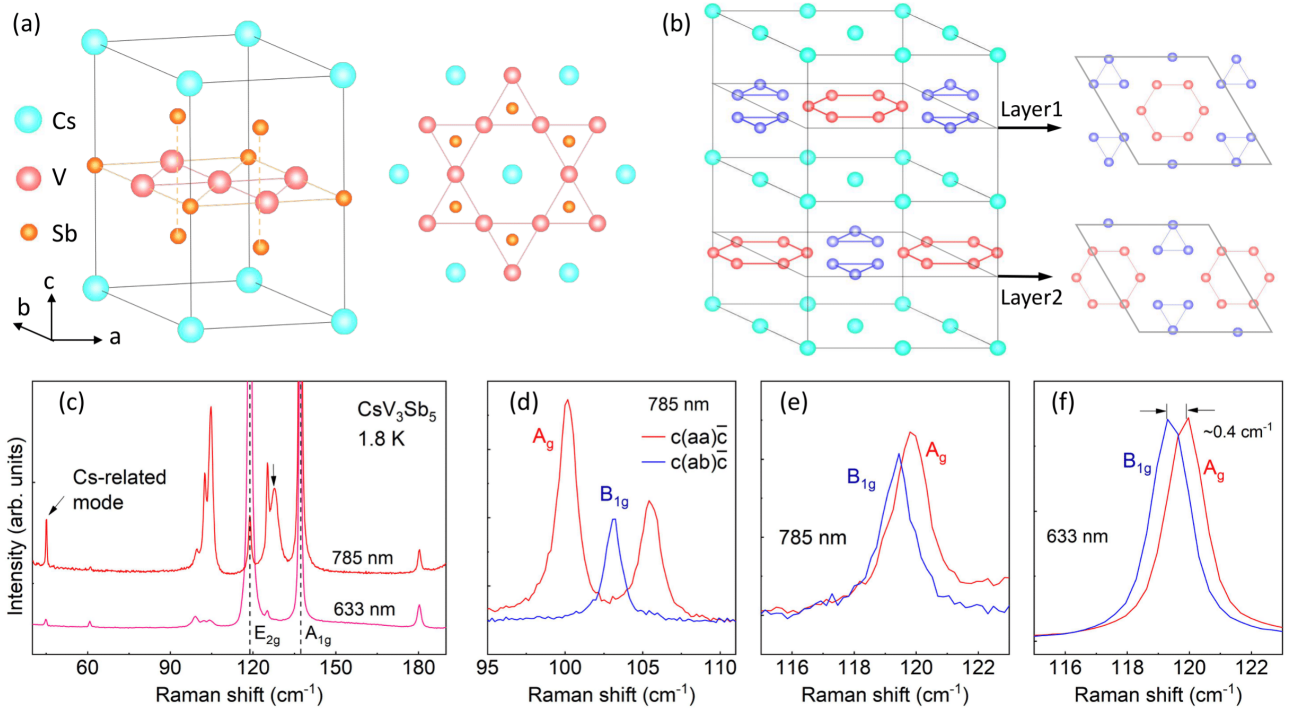 (a)
Cs
V
Sb
c
b
a
(b)
Layer1
Layer2
(c)
CsV₃Sb₅
1.8 K
Cs-related
mode
785 nm
633 nm
E₂g
A₁g
Intensity (arb. units)
60 90 120 150 180
Raman shift (cm⁻¹)
(d)
785 nm
c(aa)c̅
c(ab)c̅
Ag
B₁g
95 100 105 110
Raman shift (cm⁻¹)
(e)
Ag
B₁g
785 nm
116 118 120 122
Raman shift (cm⁻¹)
(f)
~0.4 cm⁻¹
B₁g
Ag
633 nm
116 118 120 122
Raman shift (cm⁻¹)